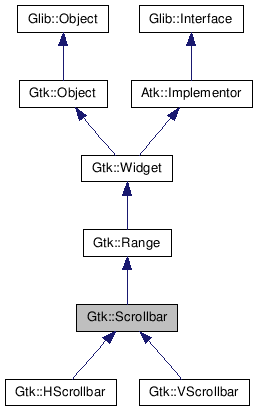 Glib::Object
Glib::Interface
Gtk::Object
Atk::Implementor
Gtk::Widget
Gtk::Range
Gtk::Scrollbar
Gtk::HScrollbar
Gtk::VScrollbar